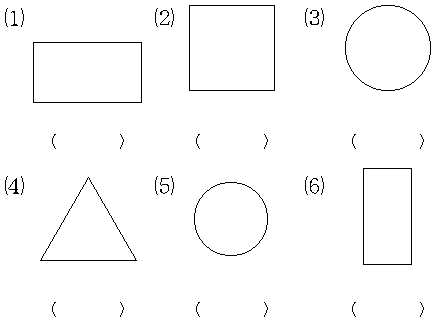 (1) (2) (3)
( ) ( ) ( )
(4) (5) (6)
( ) ( ) ( )